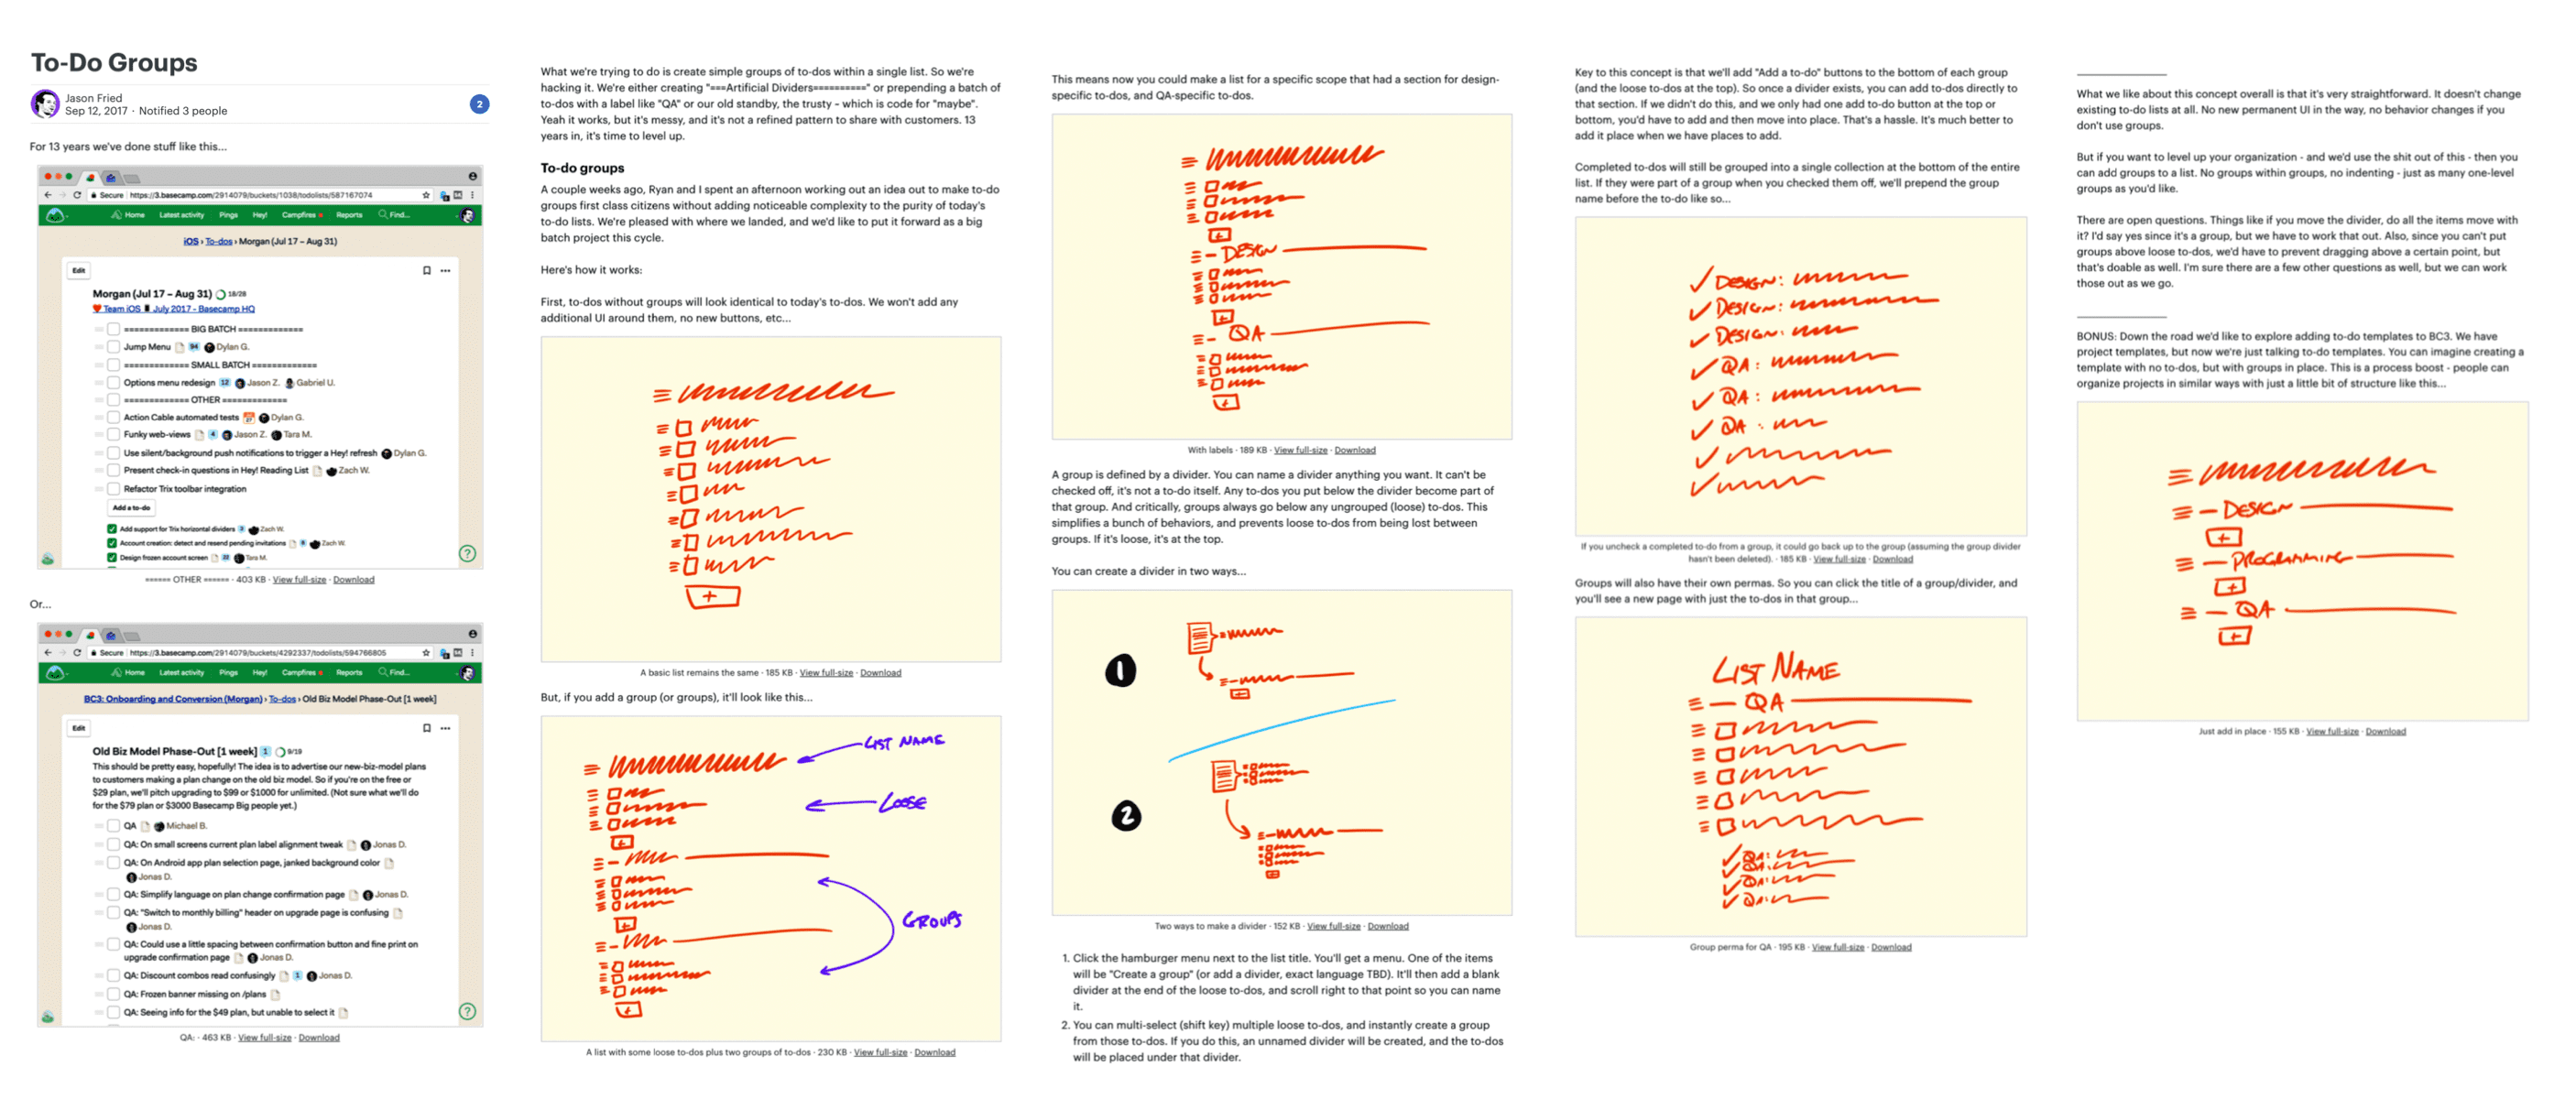 To-Do Groups
Jason Fried
Sep 12, 2017 · Notified 3 people
2
For 13 years we've done stuff like this...
Secure https://3.basecamp.com/2914079/buckets/1038/todolists/587167074
Home Latest activity Pings Hey! Campfires Reports Find...
iOS › To-dos › Morgan (Jul 17 – Aug 31)
Edit
Morgan (Jul 17 – Aug 31) 18/28
Team iOS July 2017 - Basecamp HQ
============= BIG BATCH =============
Jump Menu 94 Dylan G.
============= SMALL BATCH =============
Options menu redesign 12 Jason Z. Gabriel U.
============= OTHER =============
Action Cable automated tests Dylan G.
Funky web-views 4 Jason Z. Tara M.
Use silent/background push notifications to trigger a Hey! refresh Dylan G.
Present check-in questions in Hey! Reading List Zach W.
Refactor Trix toolbar integration
Add a to-do
Add support for Trix horizontal dividers 3 Zach W.
Account creation: detect and resend pending invitations Zach W.
Design frozen account screen Tara M.
?
====== OTHER ====== · 403 KB · View full-size · Download
Or...
Secure https://3.basecamp.com/2914079/buckets/4292337/todolists/594766805
Home Latest activity Pings Hey! Campfires Reports Find...
BC3: Onboarding and Conversion (Morgan) › To-dos › Old Biz Model Phase-Out [1 week]
Edit
Old Biz Model Phase-Out [1 week] 1 9/19
This should be pretty easy, hopefully! The idea is to advertise our new-biz-model plans
to customers making a plan change on the old biz model. So if you're on the free or
$29 plan, we'll pitch upgrading to $99 or $1000 for unlimited. (Not sure what we'll do
for the $79 plan or $3000 Basecamp Big people yet.)
QA Michael B.
QA: On small screens current plan label alignment tweak Jonas D.
QA: On Android app plan selection page, janked background color
Jonas D.
QA: Simplify language on plan change confirmation page Jonas D.
QA: "Switch to monthly billing" header on upgrade page is confusing
Jonas D.
QA: Could use a little spacing between confirmation button and fine print on
upgrade confirmation page Jonas D.
QA: Discount combos read confusingly 1 Jonas D.
QA: Frozen banner missing on /plans
QA: Seeing info for the $49 plan, but unable to select it
?
QA: · 463 KB · View full-size · Download
What we're trying to do is create simple groups of to-dos within a single list. So we're
hacking it. We're either creating "===Artificial Dividers==========" or prepending a batch of
to-dos with a label like "QA" or our old standby, the trusty - which is code for "maybe".
Yeah it works, but it's messy, and it's not a refined pattern to share with customers. 13
years in, it's time to level up.
To-do groups
A couple weeks ago, Ryan and I spent an afternoon working out an idea out to make to-do
groups first class citizens without adding noticeable complexity to the purity of today's
to-do lists. We're pleased with where we landed, and we'd like to put it forward as a big
batch project this cycle.
Here's how it works:
First, to-dos without groups will look identical to today's to-dos. We won't add any
additional UI around them, no new buttons, etc...
+
A basic list remains the same · 185 KB · View full-size · Download
But, if you add a group (or groups), it'll look like this...
LIST NAME
LOOSE
+
GROUPS
+
+
A list with some loose to-dos plus two groups of to-dos · 230 KB · View full-size · Download
This means now you could make a list for a specific scope that had a section for design-
specific to-dos, and QA-specific to-dos.
+
DESIGN
+
QA
+
With labels · 189 KB · View full-size · Download
A group is defined by a divider. You can name a divider anything you want. It can't be
checked off, it's not a to-do itself. Any to-dos you put below the divider become part of
that group. And critically, groups always go below any ungrouped (loose) to-dos. This
simplifies a bunch of behaviors, and prevents loose to-dos from being lost between
groups. If it's loose, it's at the top.
You can create a divider in two ways...
1
2
Two ways to make a divider · 152 KB · View full-size · Download
1. Click the hamburger menu next to the list title. You'll get a menu. One of the items
will be "Create a group" (or add a divider, exact language TBD). It'll then add a blank
divider at the end of the loose to-dos, and scroll right to that point so you can name
it.
2. You can multi-select (shift key) multiple loose to-dos, and instantly create a group
from those to-dos. If you do this, an unnamed divider will be created, and the to-dos
will be placed under that divider.
Key to this concept is that we'll add "Add a to-do" buttons to the bottom of each group
(and the loose to-dos at the top). So once a divider exists, you can add to-dos directly to
that section. If we didn't do this, and we only had one add to-do button at the top or
bottom, you'd have to add and then move into place. That's a hassle. It's much better to
add it place when we have places to add.
Completed to-dos will still be grouped into a single collection at the bottom of the entire
list. If they were part of a group when you checked them off, we'll prepend the group
name before the to-do like so...
DESIGN:
DESIGN:
DESIGN:
QA:
QA:
QA:
If you uncheck a completed to-do from a group, it could go back up to the group (assuming the group divider
hasn't been deleted). · 185 KB · View full-size · Download
Groups will also have their own permas. So you can click the title of a group/divider, and
you'll see a new page with just the to-dos in that group...
LIST NAME
QA
QA:
QA:
QA:
QA:
Group perma for QA · 195 KB · View full-size · Download
What we like about this concept overall is that it's very straightforward. It doesn't change
existing to-do lists at all. No new permanent UI in the way, no behavior changes if you
don't use groups.
But if you want to level up your organization - and we'd use the shit out of this - then you
can add groups to a list. No groups within groups, no indenting - just as many one-level
groups as you'd like.
There are open questions. Things like if you move the divider, do all the items move with
it? I'd say yes since it's a group, but we have to work that out. Also, since you can't put
groups above loose to-dos, we'd have to prevent dragging above a certain point, but
that's doable as well. I'm sure there are a few other questions as well, but we can work
those out as we go.
BONUS: Down the road we'd like to explore adding to-do templates to BC3. We have
project templates, but now we're just talking to-do templates. You can imagine creating a
template with no to-dos, but with groups in place. This is a process boost - people can
organize projects in similar ways with just a little bit of structure like this...
DESIGN
+
PROGRAMMING
+
QA
+
Just add in place · 155 KB · View full-size · Download